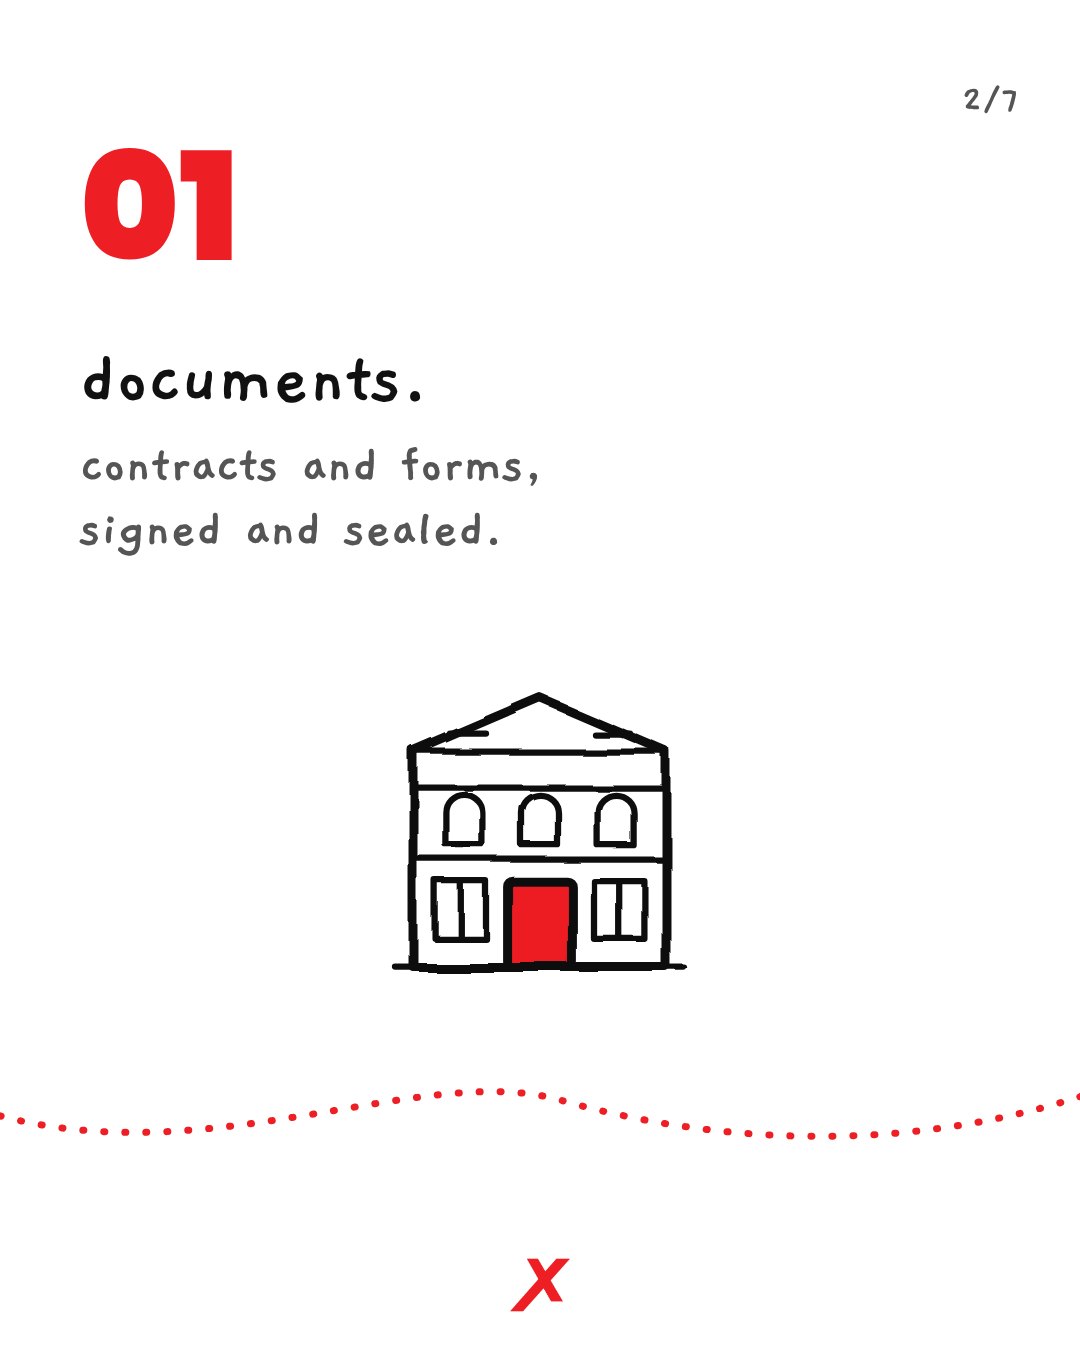 2/7
01
documents.
contracts and forms,
signed and sealed.
X